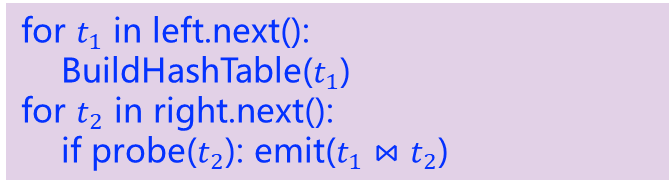 for t₁ in left.next():
BuildHashTable(t₁)
for t₂ in right.next():
if probe(t₂): emit(t₁ ⋈ t₂)